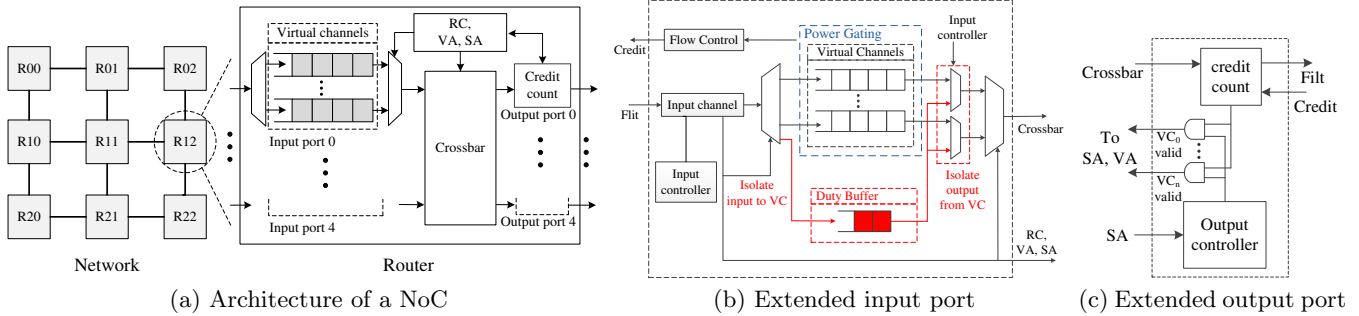 R00
R01
R02
R10
R11
R12
R20
R21
R22
Network
Virtual channels
RC,
VA, SA
Credit
count
Output port 0
Input port 0
Crossbar
Input port 4
Output port 4
Router
(a) Architecture of a NoC
Input
controller
Credit
Flow Control
Power Gating
Virtual Channels
Flit
Input channel
Crossbar
Input
controller
Isolate
input to VC
Duty Buffer
Isolate
output
from VC
RC,
VA, SA
(b) Extended input port
Crossbar
credit
count
Filt
Credit
VC0
valid
To
SA, VA
VCn
valid
SA
Output
controller
(c) Extended output port